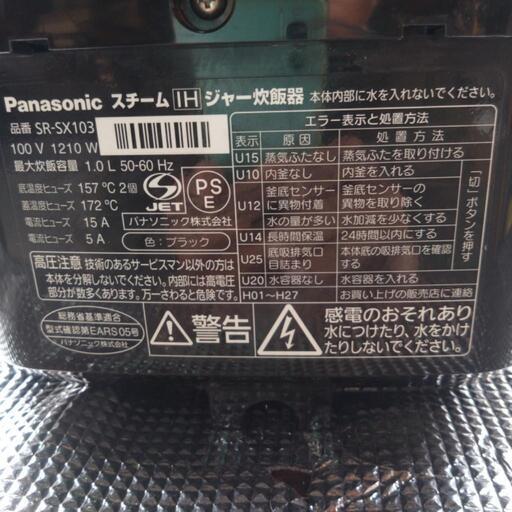 Panasonic スチーム IH ジャー炊飯器 本体内部に水を入れないでください。
品番 SR-SX103
100 V 1210 W
最大炊飯容量 1.0 L 50-60 Hz
底温度ヒューズ 157 ℃ 2個
蓋温度ヒューズ 172 ℃
電流ヒューズ 15 A
電流ヒューズ 5 A
JET
PS
E
パナソニック株式会社
色:ブラック
高圧注意 技術のあるサービスマン以外の方は
本体を分解しないでください。内部には高電圧
部分が多くあります。万一さわると危険です。
総務省基準適合
型式確認第EARS05号
パナソニック株式会社
エラー表示と処置方法
表示 原因 処置方法
U15 蒸気ふたなし 蒸気ふたを取り付ける
U10 内釜なし 内釜を入れる
U12 釜底センサーに異物付着 釜底センサーの異物を取り除く
水の量が多い 水加減を少なくする
U14 長時間保温 24時間以内にする
U25 底吸排気口目詰まり 本体底の吸排気口を確認する
U20 水容器なし 水容器を入れる
H01~H27 お買い上げの販売店に連絡
「切」ボタンを押す
警告
感電のおそれあり
水につけたり、水をかけ
たりしないでください。